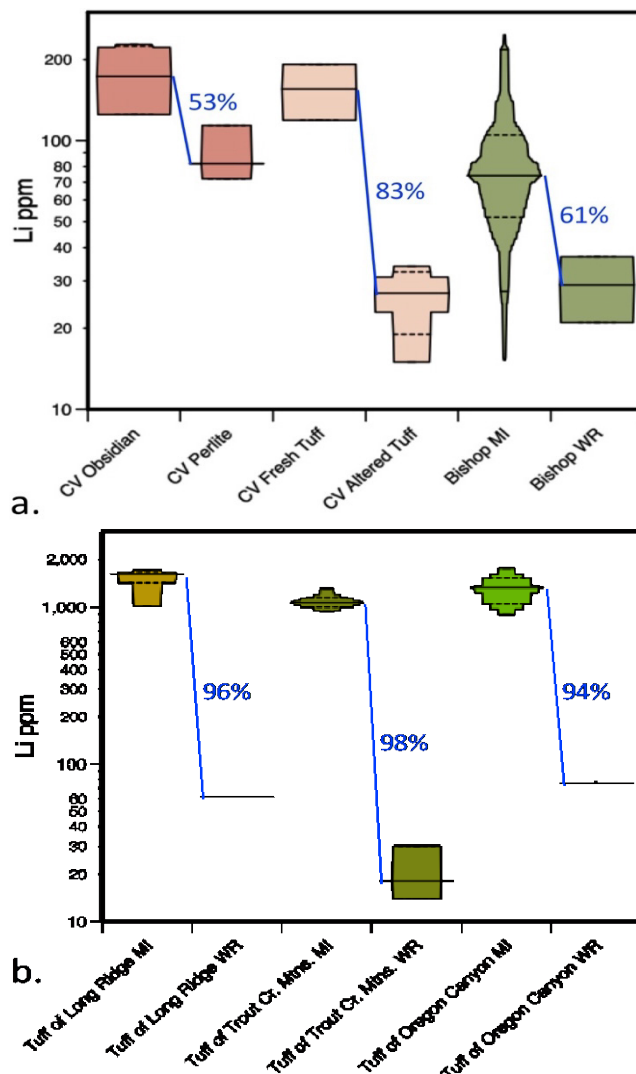 300
200
100
80
70
60
50
40
30
20
10
Li ppm
53%
83%
61%
CV Obsidian
CV Perlite
CV Fresh Tuff
CV Altered Tuff
Bishop MI
Bishop WR
a.
2,000
1,000
600
500
400
300
200
100
60
50
40
20
10
Li ppm
96%
98%
94%
Tuff of Long Ridge MI
Tuff of Long Ridge WR
Tuff of Trout Cr. Mtns. MI
Tuff of Trout Cr. Mtns. WR
Tuff of Oregon Canyon MI
Tuff of Oregon Canyon WR
b.